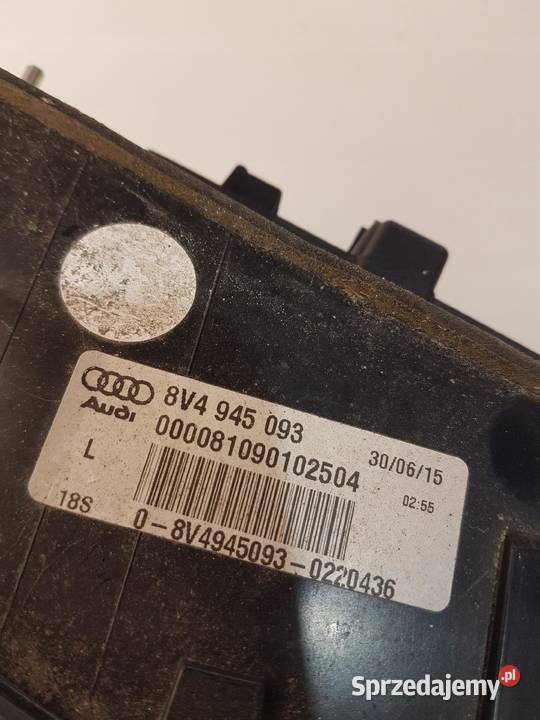 Audi
8V4 945 093
000081090102504
30/06/15
02:55
L
18S
0-8V4945093-0220436
Sprzedajemy.pl